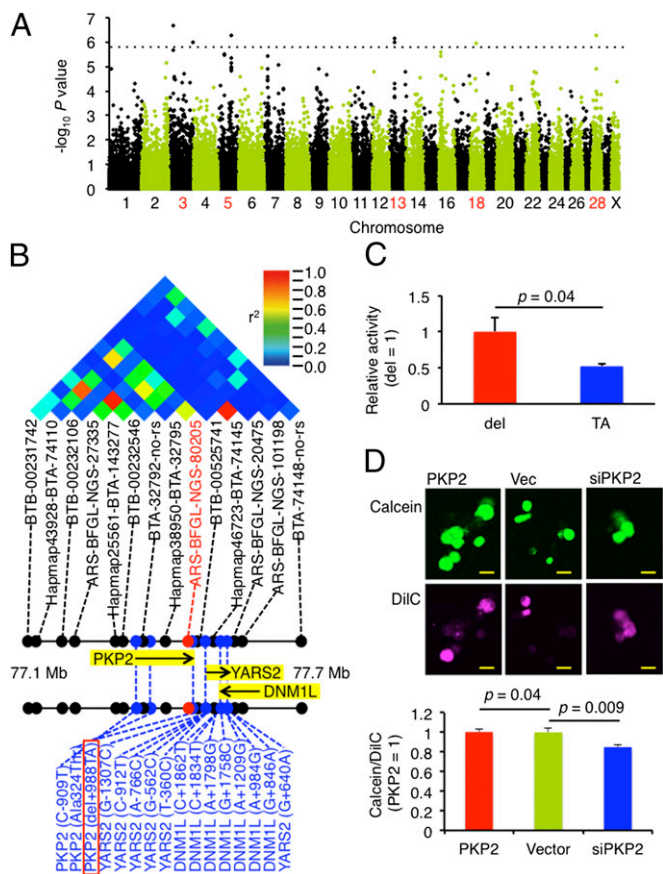 A
7
6
5
4
3
2
1
0
-log10 P value
1 2 3 4 5 6 7 8 9 10 11 12 13 14 16 18 20 22 24 26 28 X
Chromosome
B
r2
1.0
0.8
0.6
0.4
0.2
0.0
BTB-00231742
Hapmap43928-BTA-74110
BTB-00232106
ARS-BFGL-NGS-27335
Hapmap25561-BTA-143277
BTB-00232546
BTA-32792-no-rs
Hapmap38950-BTA-32795
ARS-BFGL-NGS-80205
BTB-00525741
Hapmap46723-BTA-74145
ARS-BFGL-NGS-20475
ARS-BFGL-NGS-101198
BTA-74148-no-rs
77.1 Mb
PKP2
YARS2
77.7 Mb
DNM1L
PKP2 (C-909T)
PKP2 (Ala324Thr)
PKP2 (del+988TA)
YARS2 (G-1301C)
YARS2 (C-912T)
YARS2 (A-766C)
YARS2 (G-562C)
YARS2 (T-360C)
DNM1L (C+1862T)
DNM1L (C+1834T)
DNM1L (A+1798G)
DNM1L (G+1758C)
DNM1L (A+1209G)
DNM1L (A+984G)
DNM1L (G+846A)
YARS2 (G+640A)
C
Relative activity
(del = 1)
1.5
1
0.5
0
p = 0.04
del TA
D
PKP2 Vec siPKP2
Calcein
DilC
Calcein/DilC
(PKP2 = 1)
1.2
1
0.8
0.6
0.4
0.2
0
p = 0.04
p = 0.009
PKP2 Vector siPKP2